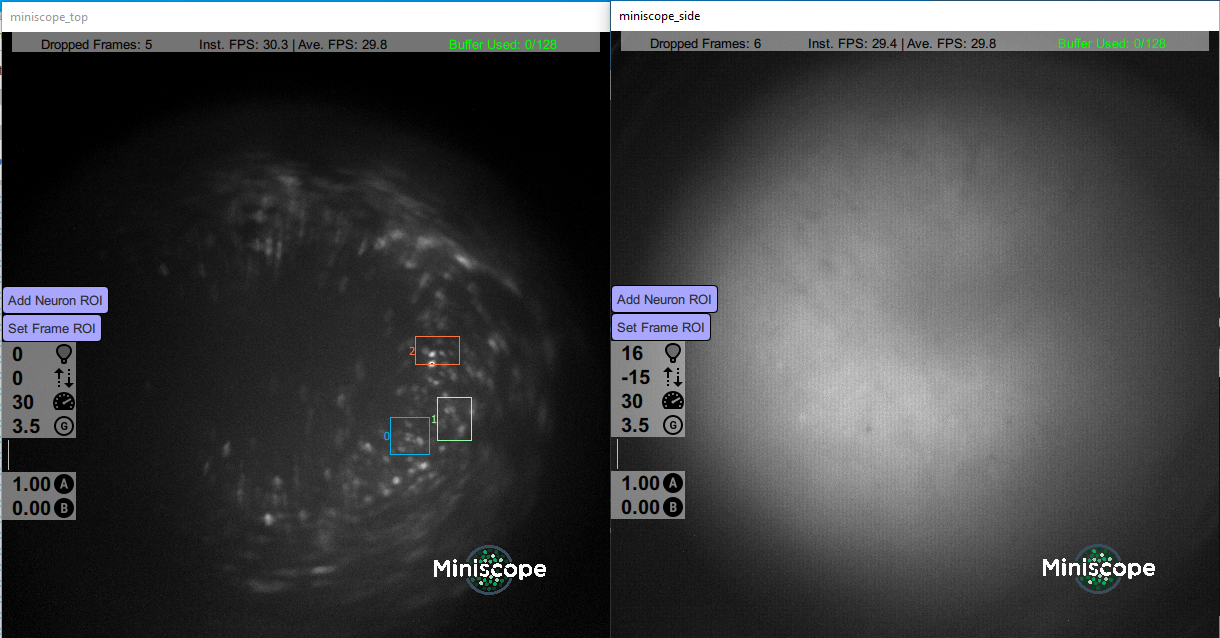 miniscope_top
Dropped Frames: 5 Inst. FPS: 30.3 | Ave. FPS: 29.8 Buffer Used: 0/128
Add Neuron ROI
Set Frame ROI
0
0
30
3.5 G
1.00 A
0.00 B
2
1
0
Miniscope
miniscope_side
Dropped Frames: 6 Inst. FPS: 29.4 | Ave. FPS: 29.8 Buffer Used: 0/128
Add Neuron ROI
Set Frame ROI
16
-15
30
3.5 G
1.00 A
0.00 B
Miniscope